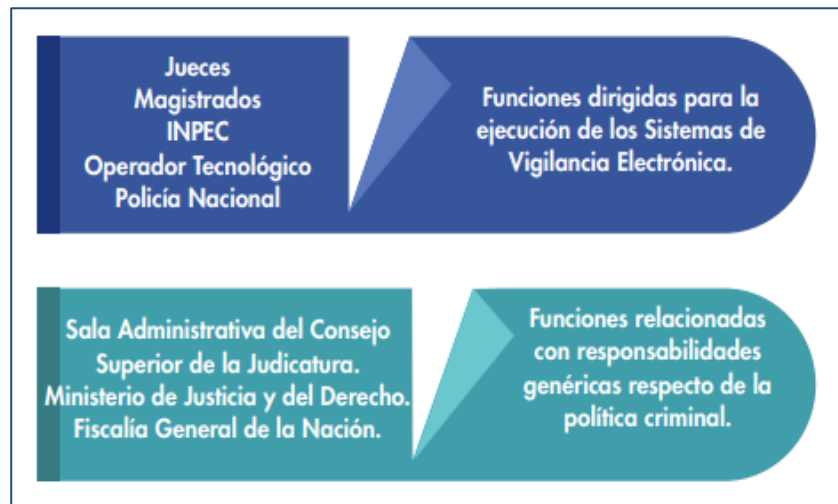 Jueces
Magistrados
INPEC
Operador Tecnológico
Policía Nacional
Funciones dirigidas para la
ejecución de los Sistemas de
Vigilancia Electrónica.
Sala Administrativa del Consejo
Superior de la Judicatura.
Ministerio de Justicia y del Derecho.
Fiscalía General de la Nación.
Funciones relacionadas
con responsabilidades
genéricas respecto de la
política criminal.